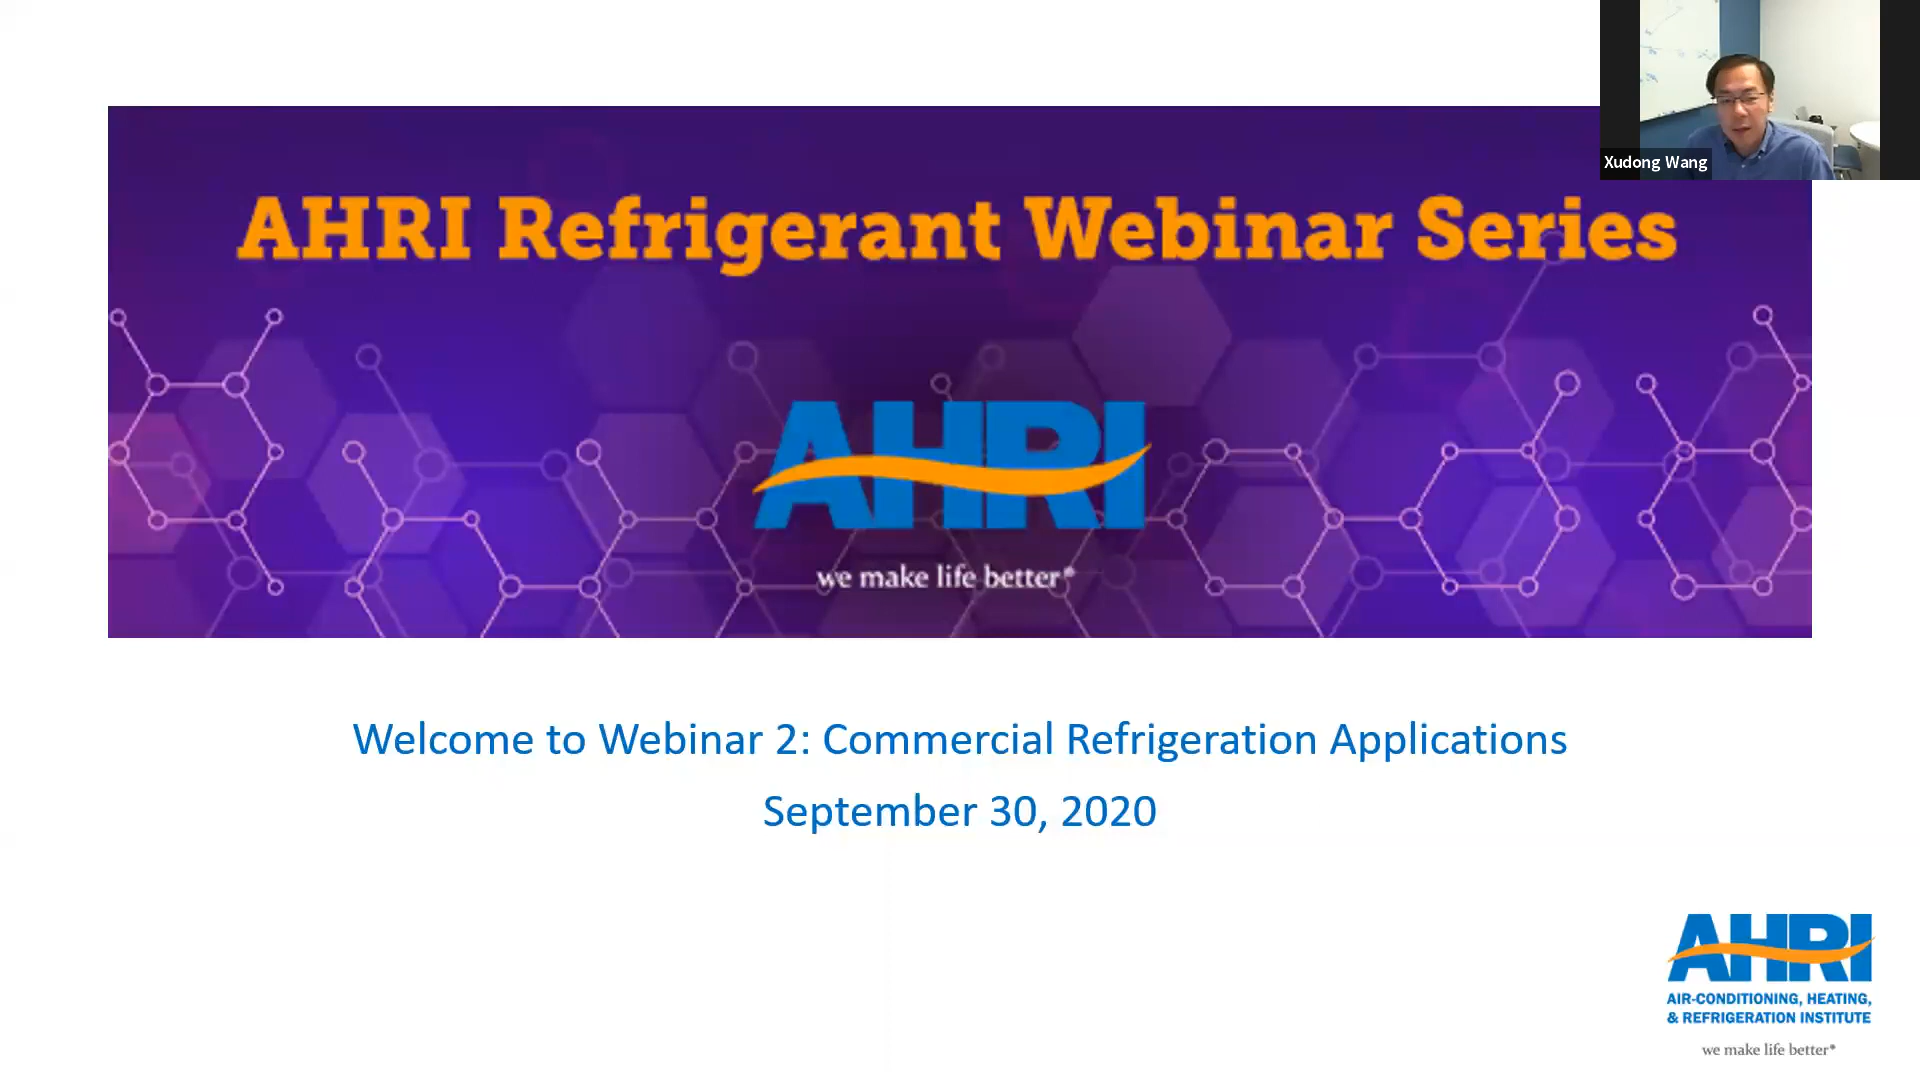 Xudong Wang
AHRI Refrigerant Webinar Series
AHRI
we make life better®
Welcome to Webinar 2: Commercial Refrigeration Applications
September 30, 2020
AHRI
AIR-CONDITIONING, HEATING,
& REFRIGERATION INSTITUTE
we make life better®